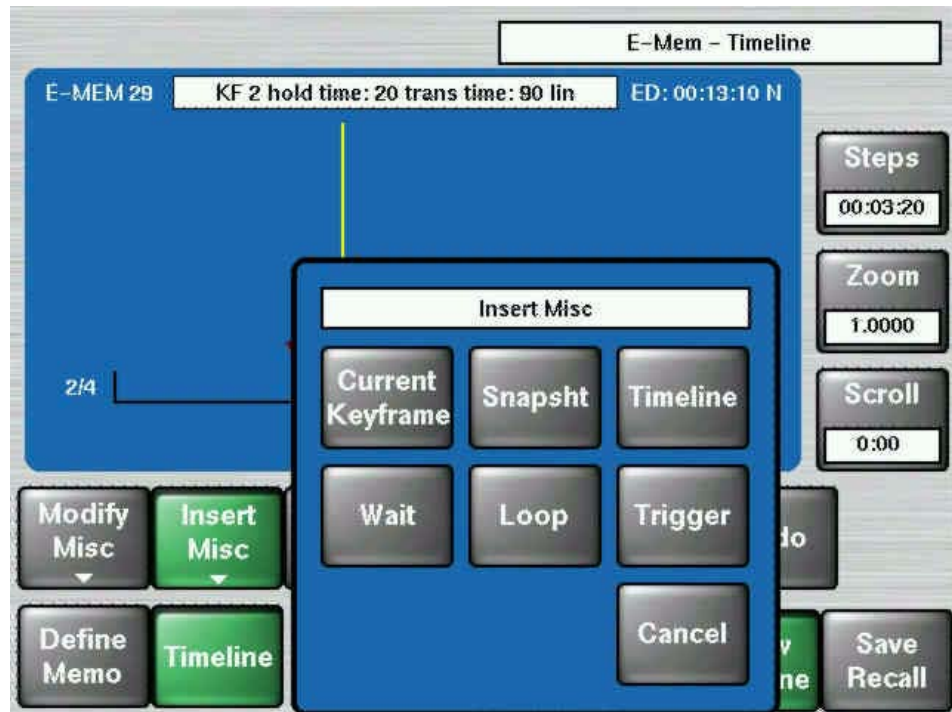 E-Mem - Timeline
E-MEM 29
KF 2 hold time: 20 trans time: 90 lin
ED: 00:13:10 N
Steps
00:03:20
Zoom
1.0000
Insert Misc
2/4
Current
Keyframe
Snapsht
Timeline
Scroll
0:00
Modify
Misc
Insert
Misc
Wait
Loop
Trigger
Define
Memo
Timeline
Cancel
Save
Recall